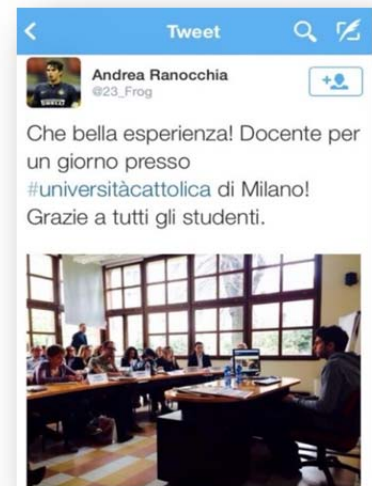 Tweet
Andrea Ranocchia
@23_Frog
Che bella esperienza! Docente per
un giorno presso
#universitàcattolica di Milano!
Grazie a tutti gli studenti.